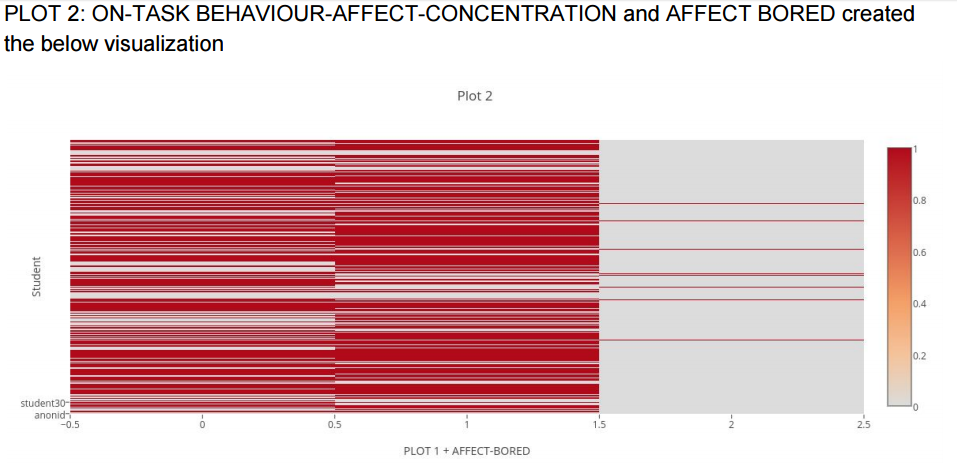 PLOT 2: ON-TASK BEHAVIOUR-AFFECT-CONCENTRATION and AFFECT BORED created
the below visualization
Plot 2
1
0.8
0.6
0.4
0.2
0
Student
student30
anonid
−0.5
0
0.5
1
1.5
2
2.5
PLOT 1 + AFFECT-BORED